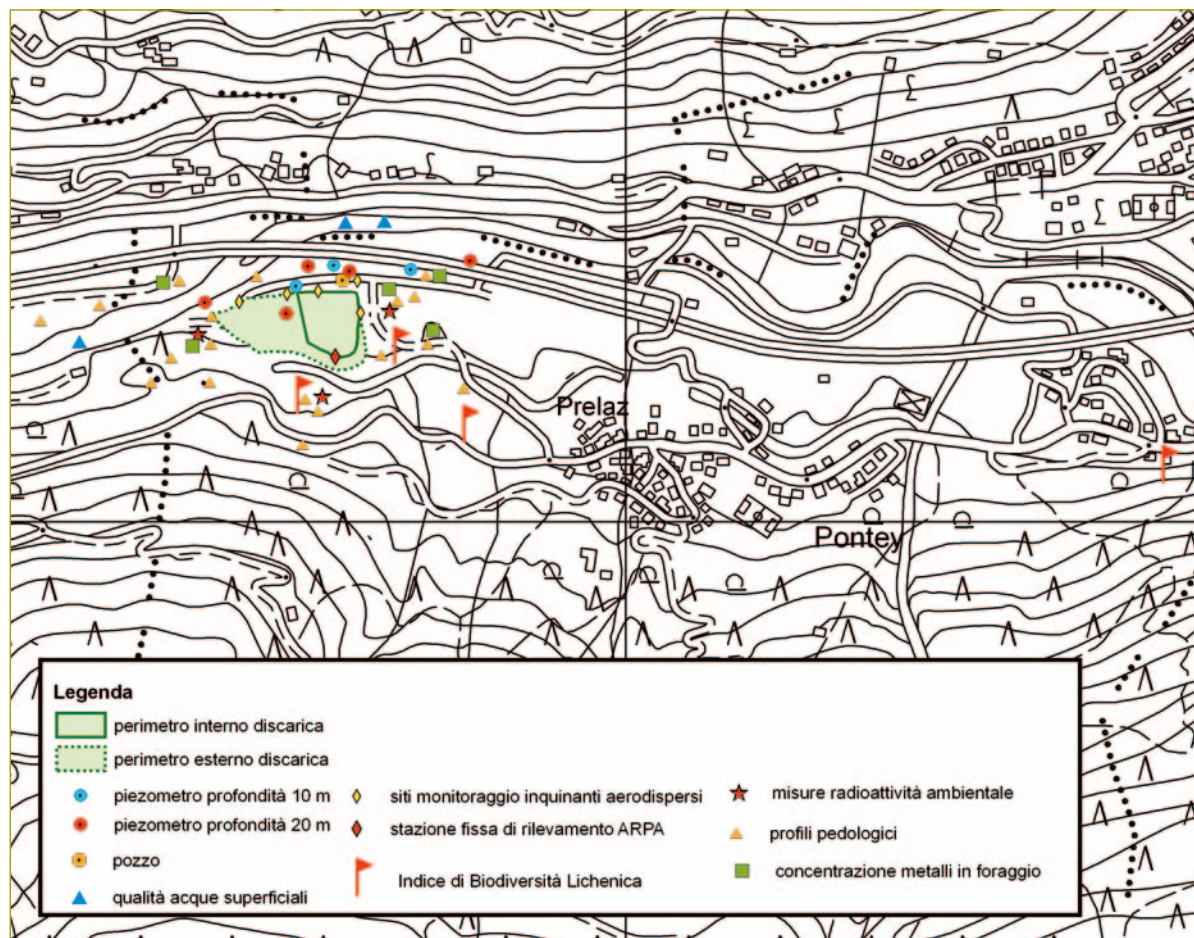 Prelaz
Pontey
Legenda
perimetro interno discarica
perimetro esterno discarica
piezometro profondità 10 m
piezometro profondità 20 m
pozzo
qualità acque superficiali
siti monitoraggio inquinanti aerodispersi
stazione fissa di rilevamento ARPA
Indice di Biodiversità Lichenica
misure radioattività ambientale
profili pedologici
concentrazione metalli in foraggio